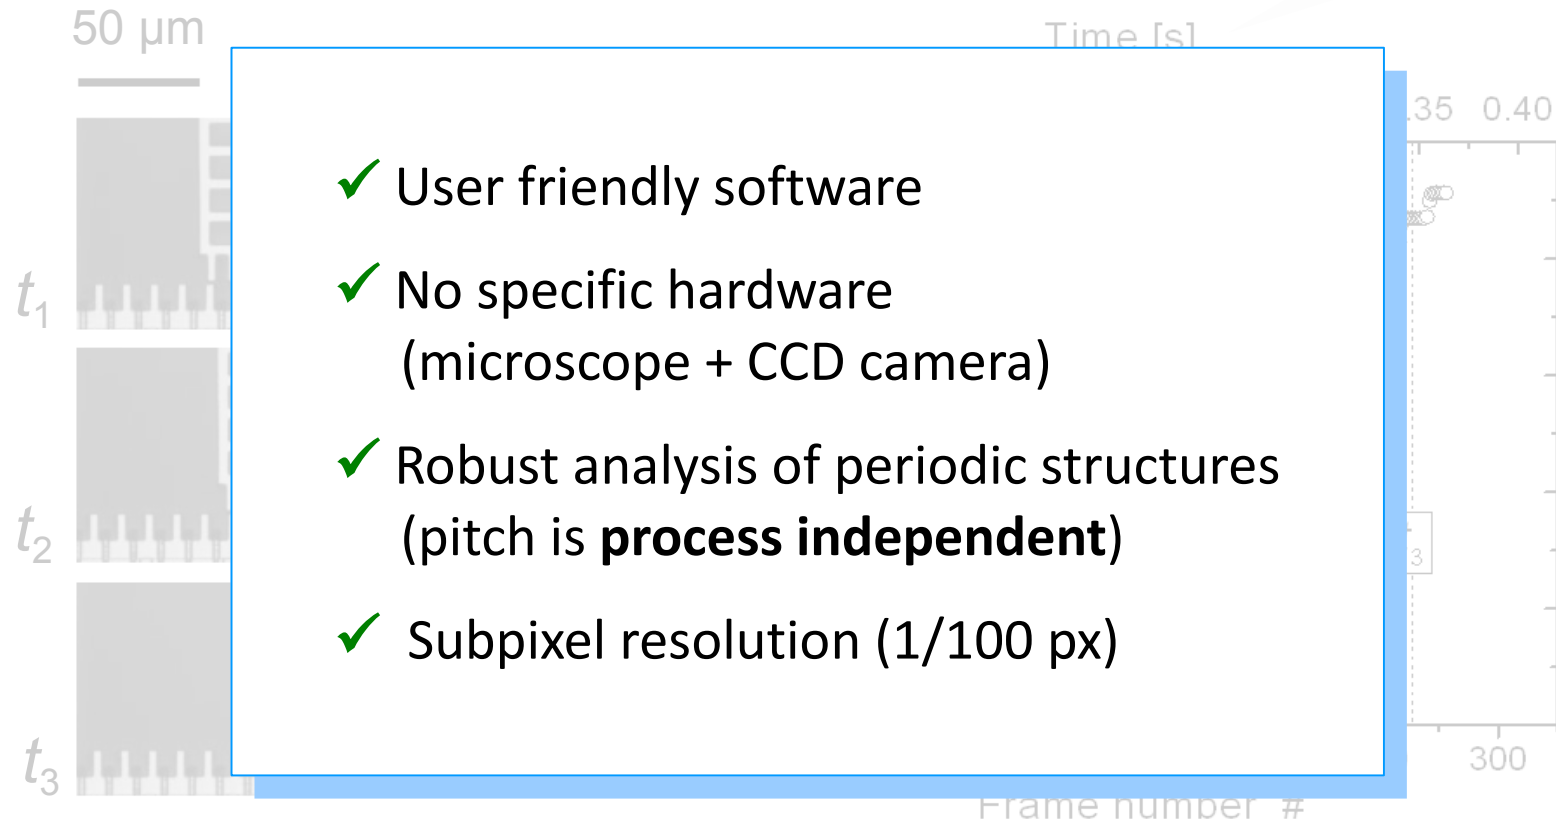 50 µm
Time [s]
.35 0.40
✓ User friendly software
✓ No specific hardware
(microscope + CCD camera)
t1
✓ Robust analysis of periodic structures
(pitch is process independent)
t2
3
✓ Subpixel resolution (1/100 px)
t3
300
Frame number #